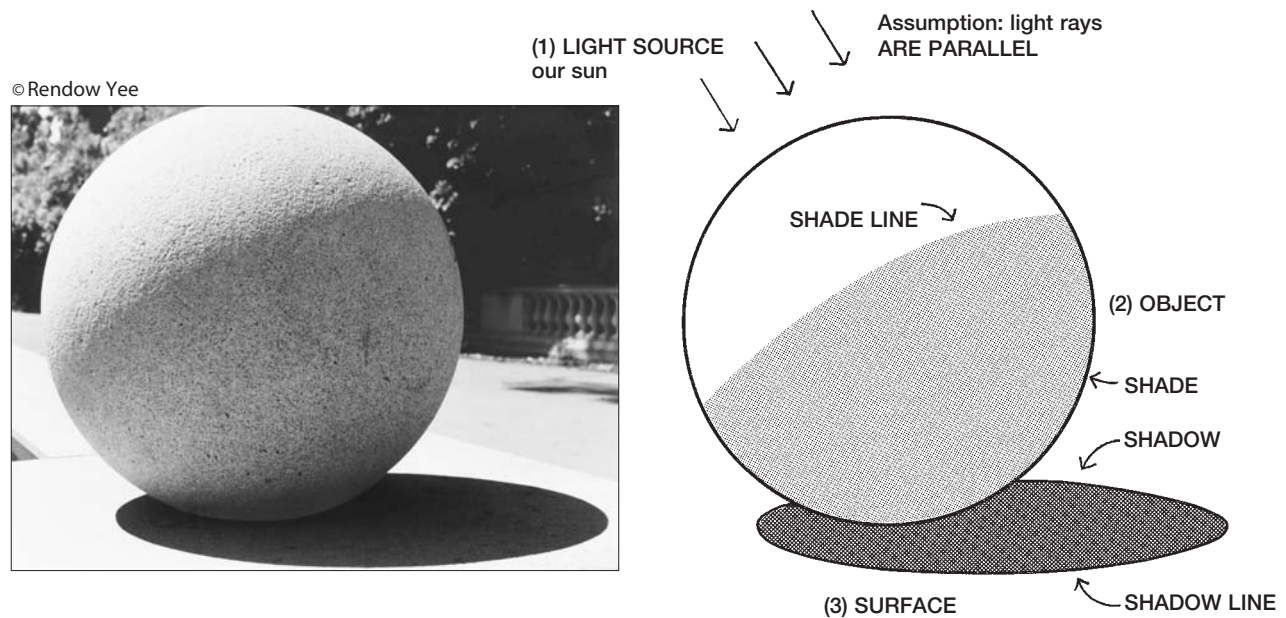 © Rendow Yee
(1) LIGHT SOURCE
our sun
Assumption: light rays
ARE PARALLEL
SHADE LINE
(2) OBJECT
SHADE
SHADOW
SHADOW LINE
(3) SURFACE